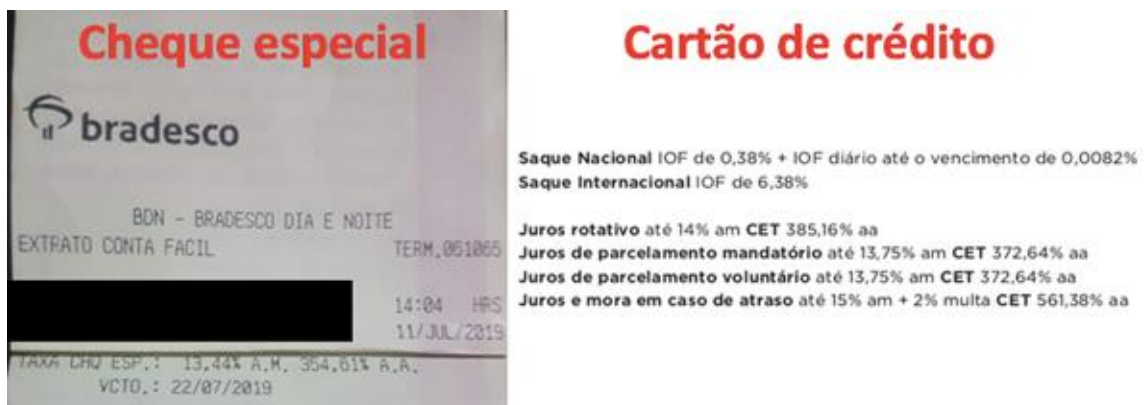 Cheque especial
bradesco
BDN - BRADESCO DIA E NOITE
EXTRATO CONTA FACIL TERM.061065
14:04 HRS
11/JUL/2019
TAXA CHQ ESP.: 13,44% A.M. 354,61% A.A.
VCTO.: 22/07/2019
Cartão de crédito
Saque Nacional IOF de 0,38% + IOF diário até o vencimento de 0,0082%
Saque Internacional IOF de 6,38%
Juros rotativo até 14% am CET 385,16% aa
Juros de parcelamento mandatório até 13,75% am CET 372,64% aa
Juros de parcelamento voluntário até 13,75% am CET 372,64% aa
Juros e mora em caso de atraso até 15% am + 2% multa CET 561,38% aa